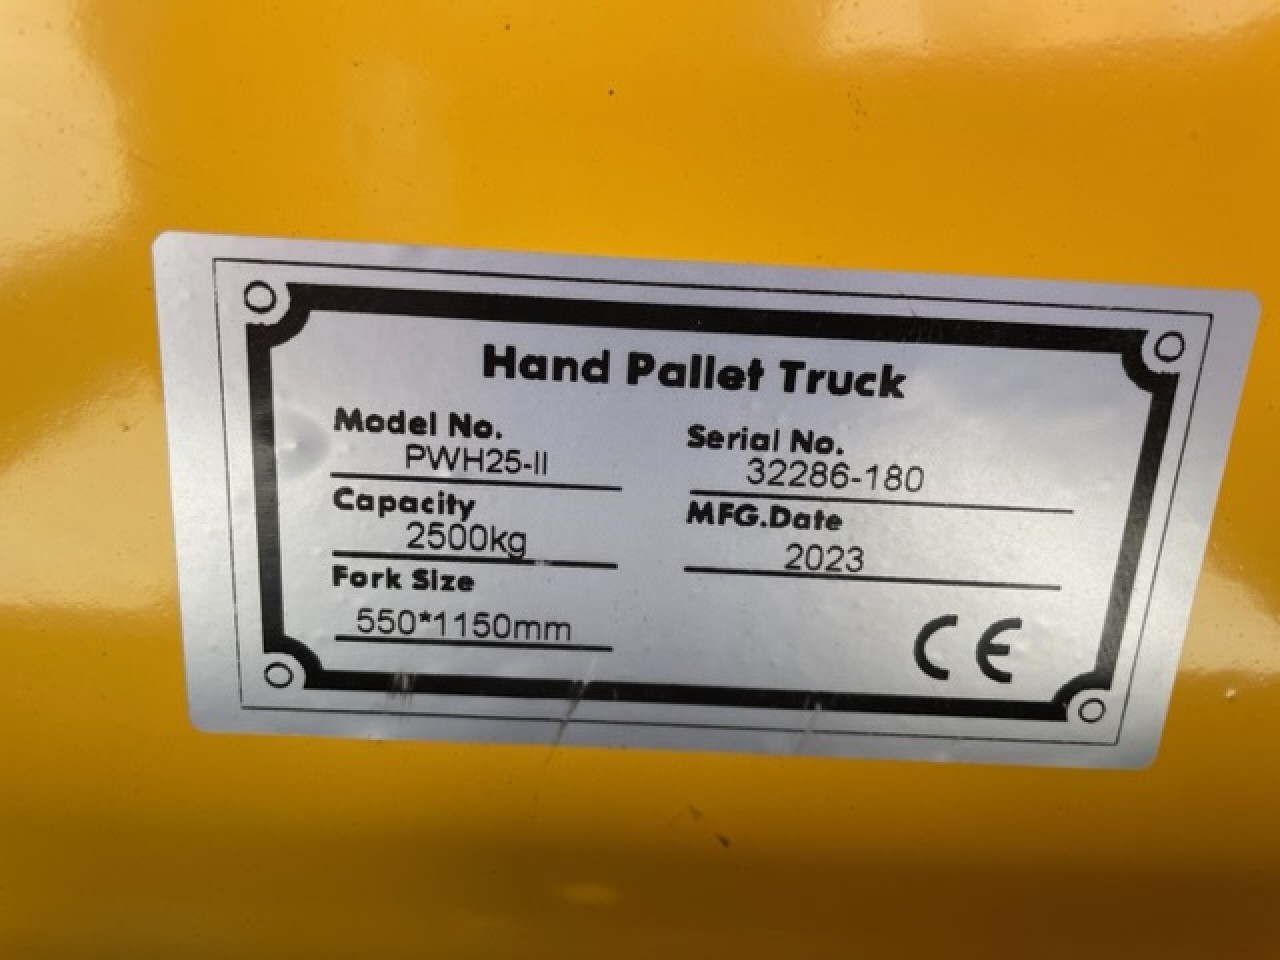 Hand Pallet Truck
Model No.
PWH25-II
Serial No.
32286-180
Capacity
2500kg
MFG.Date
2023
Fork Size
550*1150mm
CE